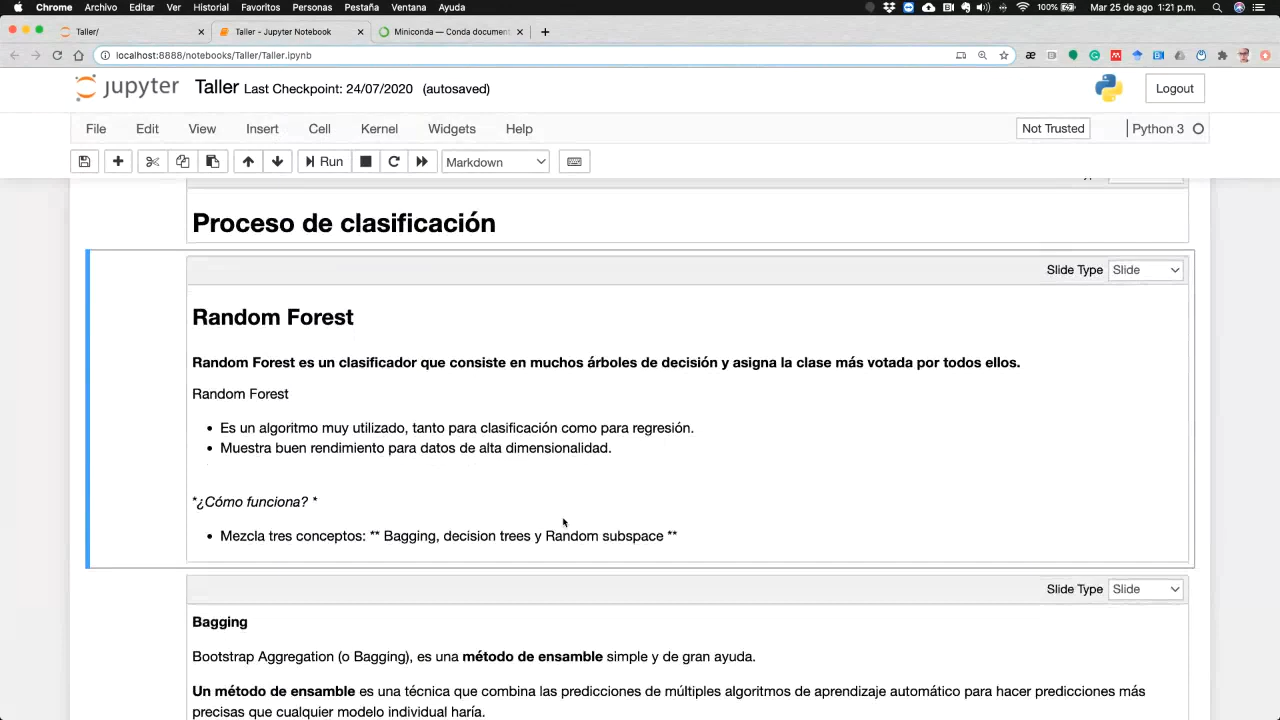 Chrome Archivo Editar Ver Historial Favoritos Personas Pestaña Ventana Ayuda 100% Mar 25 de ago 1:21 p.m.
Taller/ Taller - Jupyter Notebook Miniconda — Conda document
localhost:8888/notebooks/Taller/Taller.ipynb
jupyter Taller Last Checkpoint: 24/07/2020 (autosaved) Logout
File Edit View Insert Cell Kernel Widgets Help Not Trusted Python 3
Run Markdown
Proceso de clasificación
Slide Type Slide
Random Forest
Random Forest es un clasificador que consiste en muchos árboles de decisión y asigna la clase más votada por todos ellos.
Random Forest
• Es un algoritmo muy utilizado, tanto para clasificación como para regresión.
• Muestra buen rendimiento para datos de alta dimensionalidad.
*¿Cómo funciona? *
• Mezcla tres conceptos: ** Bagging, decision trees y Random subspace **
Slide Type Slide
Bagging
Bootstrap Aggregation (o Bagging), es una método de ensamble simple y de gran ayuda.
Un método de ensamble es una técnica que combina las predicciones de múltiples algoritmos de aprendizaje automático para hacer predicciones más
precisas que cualquier modelo individual haría.